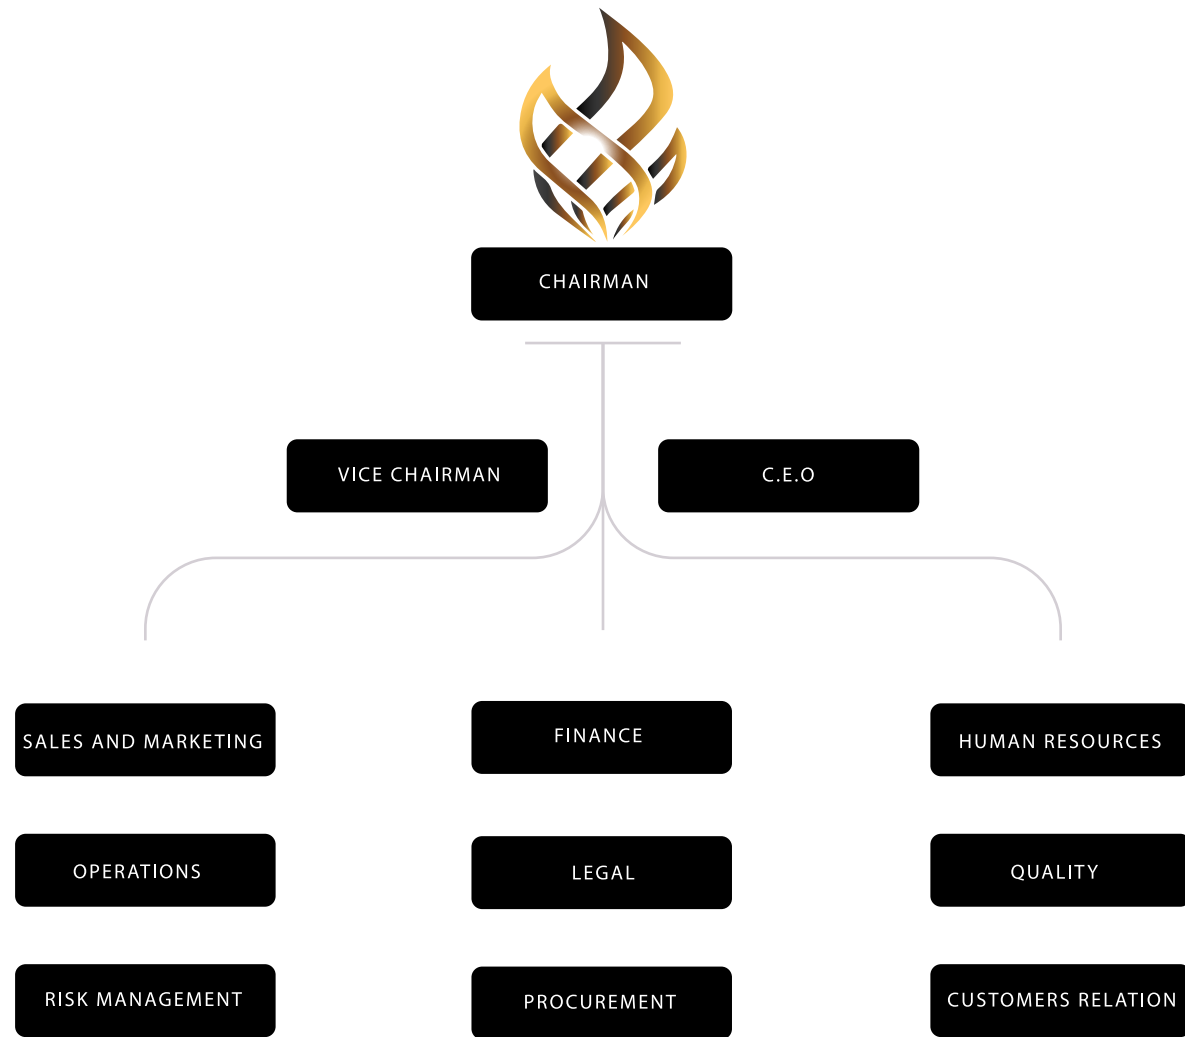 CHAIRMAN
VICE CHAIRMAN
C.E.O
SALES AND MARKETING
FINANCE
HUMAN RESOURCES
OPERATIONS
LEGAL
QUALITY
RISK MANAGEMENT
PROCUREMENT
CUSTOMERS RELATION